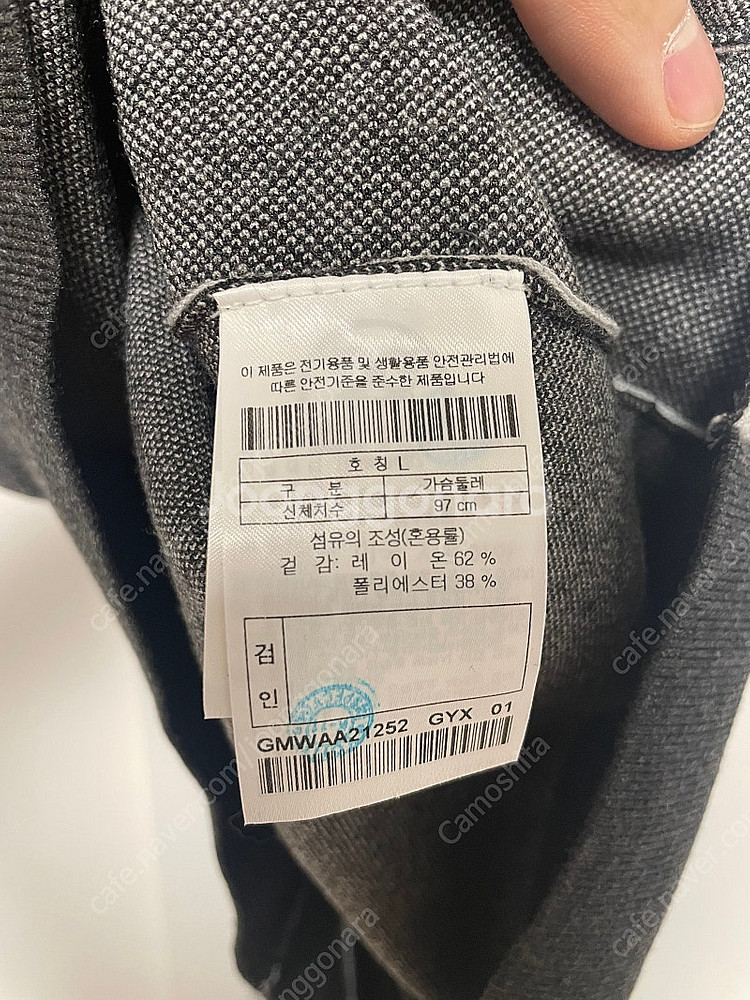 이 제품은 전기용품 및 생활용품 안전관리법에
따른 안전기준을 준수한 제품입니다
호 칭 L
구 분 가슴둘레
신체치수 97 cm
섬유의 조성(혼용률)
겉 감: 레 이 온 62 %
폴리에스터 38 %
검
인
GMWAA21252 GYX 01
Camoshita
cafe.naver.com/joonggonara